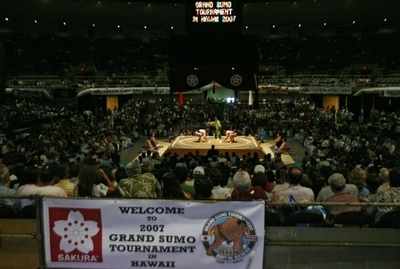 GRAND SUMO
TOURNAMENT
IN HAWAII 2007
SAKURA
WELCOME TO
2007
GRAND SUMO
TOURNAMENT
IN
HAWAII